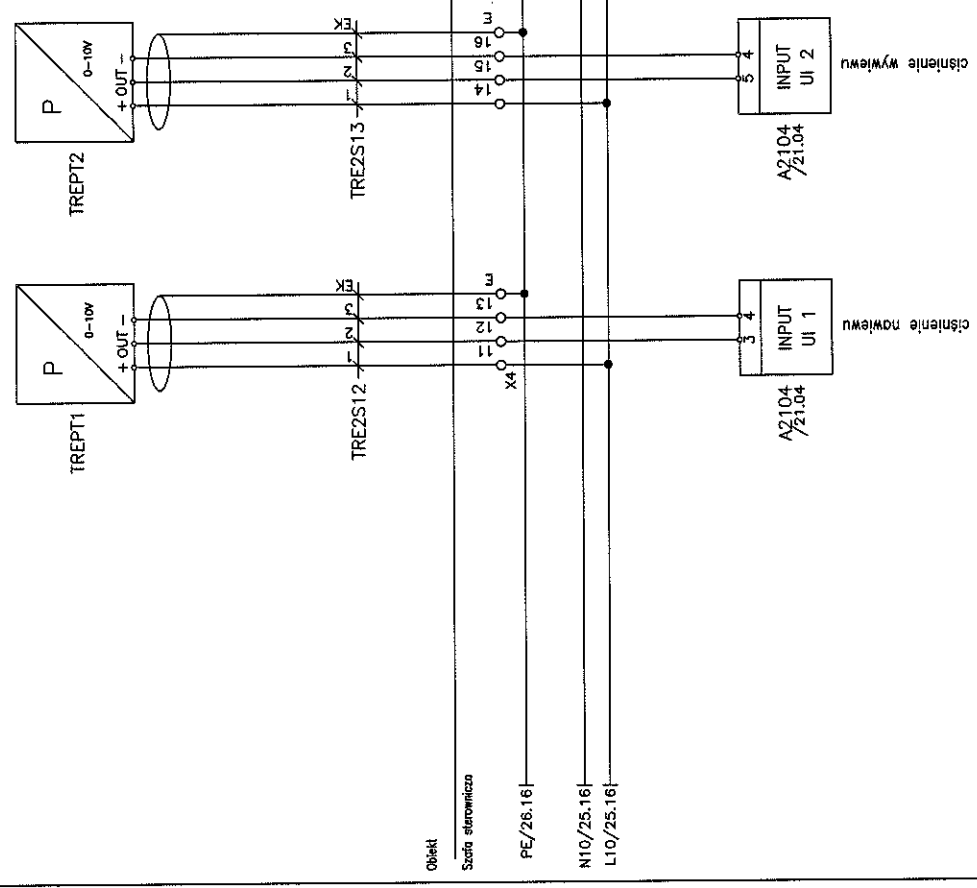 P
0-10V
+ OUT -
TREPT2
1
2
3
EK
TRE2S13
14
15
16
E
5
4
INPUT
UI 2
A2104
/21.04
ciśnienie wywiewu
P
0-10V
+ OUT -
TREPT1
1
2
3
EK
TRE2S12
X4
11
12
13
E
3
4
INPUT
UI 1
A2104
/21.04
ciśnienie nawiewu
Obiekt
Szafa sterownicza
PE/26.16
N10/25.16
L10/25.16